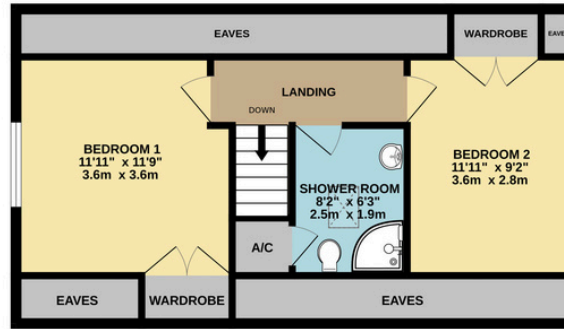 EAVES
WARDROBE
EAVE
LANDING
DOWN
BEDROOM 1
11'11" x 11'9"
3.6m x 3.6m
BEDROOM 2
11'11" x 9'2"
3.6m x 2.8m
SHOWER ROOM
8'2" x 6'3"
2.5m x 1.9m
A/C
EAVES
WARDROBE
EAVES